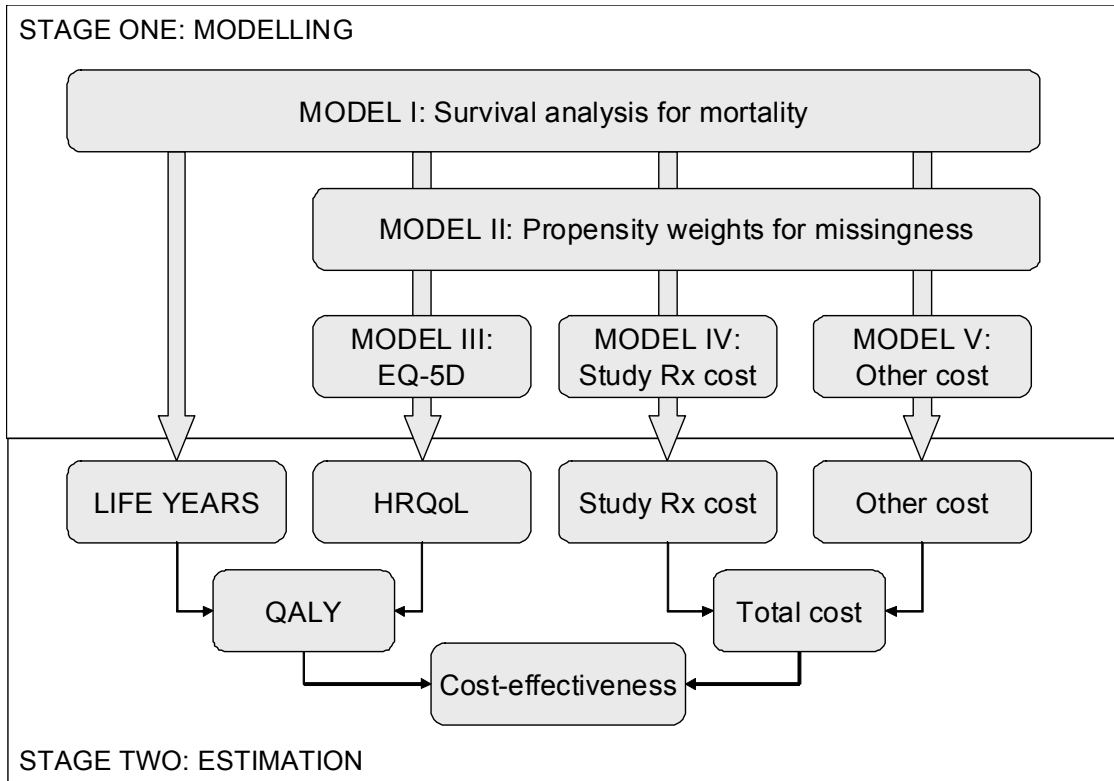 STAGE ONE: MODELLING
MODEL I: Survival analysis for mortality
MODEL II: Propensity weights for missingness
MODEL III:
EQ-5D
MODEL IV:
Study Rx cost
MODEL V:
Other cost
LIFE YEARS
HRQoL
Study Rx cost
Other cost
QALY
Total cost
Cost-effectiveness
STAGE TWO: ESTIMATION